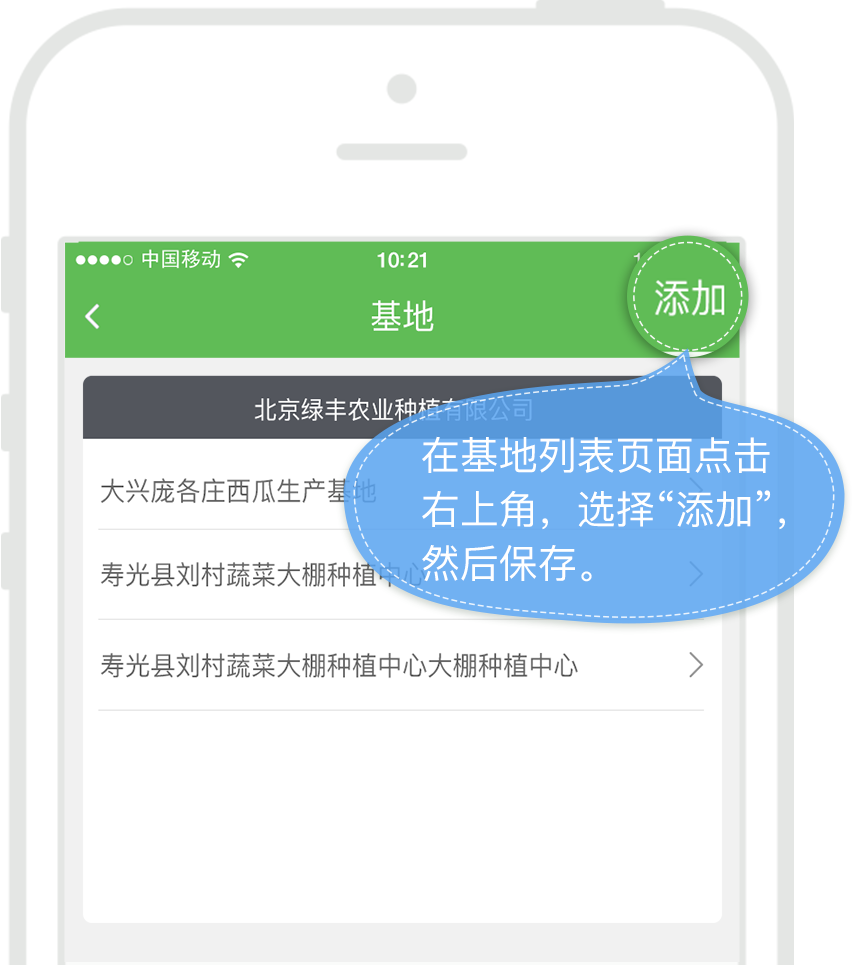 中国移动 10:21
基地
添加
北京绿丰农业种植有限公司
大兴庞各庄西瓜生产基地
在基地列表页面点击
右上角，选择“添加”，
然后保存。
寿光县刘村蔬菜大棚种植中心
寿光县刘村蔬菜大棚种植中心大棚种植中心